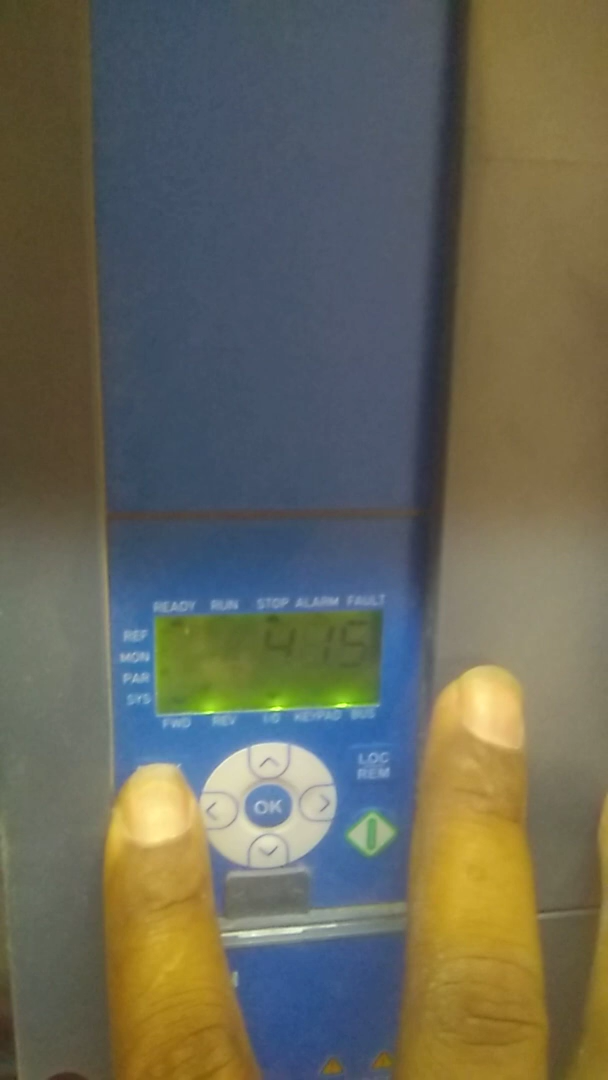 READY RUN STOP ALARM FAULT
REF
MON
PAR
SYS
4.15
FWD REV I/O KEYPAD BUS
LOC
REM
OK